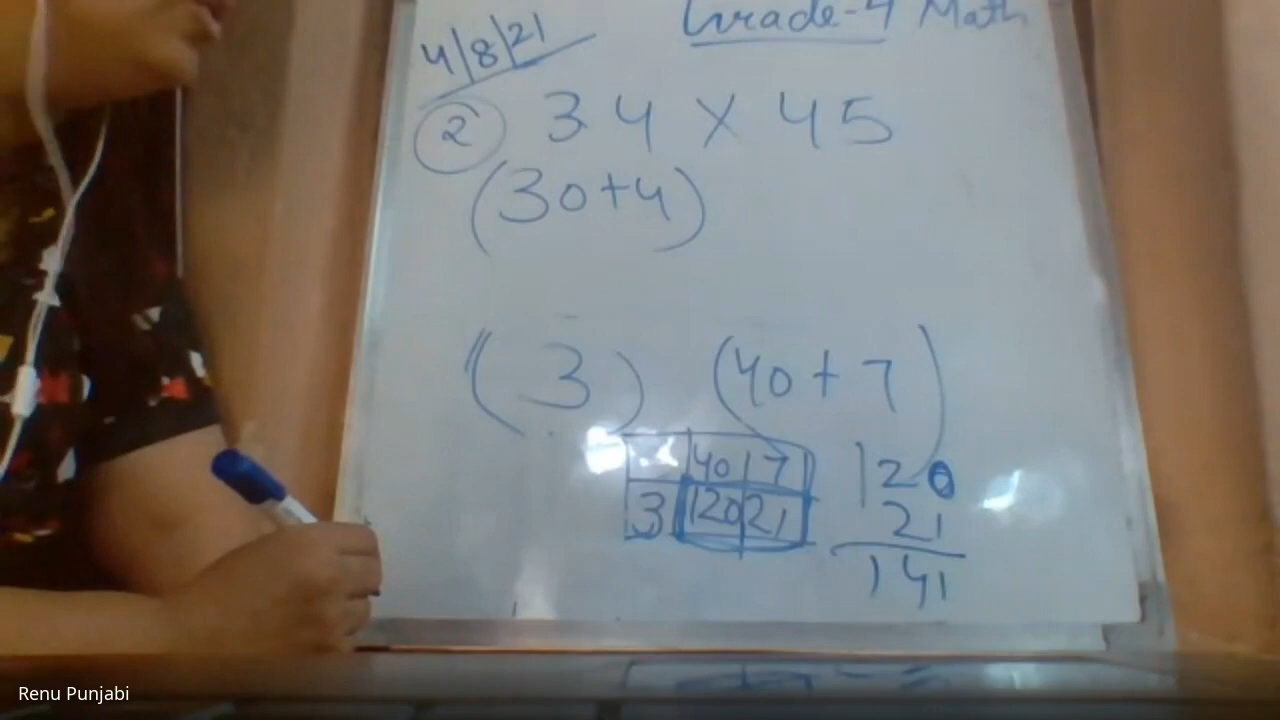 Grade-4 Math
4/8/21
2 34 X 45
(30+4)
(3) (40+7)
40 7
3 120 21
120
21
141
Renu Punjabi